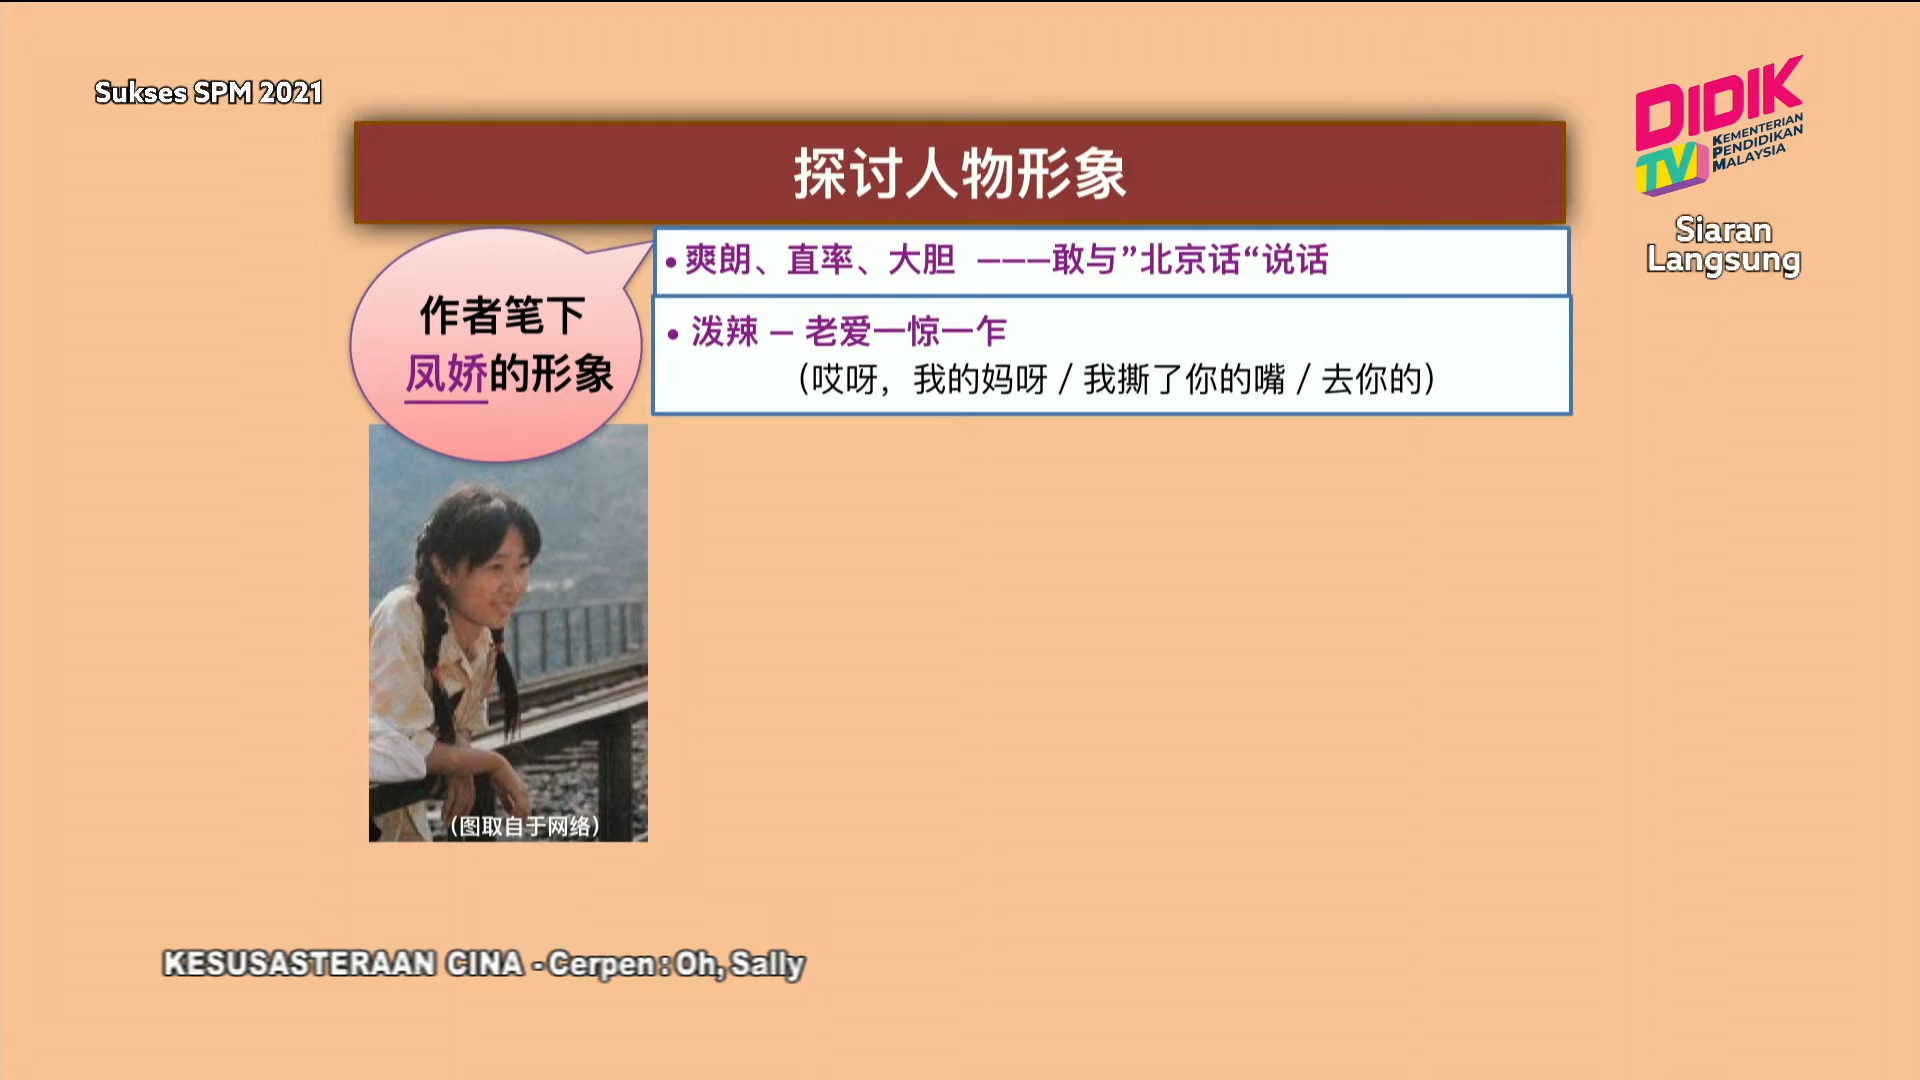 Sukses SPM 2021
DIDIK
TV
KEMENTERIAN
PENDIDIKAN
MALAYSIA
Siaran
Langsung
探讨人物形象
作者笔下
凤娇的形象
•爽朗、直率、大胆 ———敢与”北京话“说话
• 泼辣 — 老爱一惊一乍
（哎呀，我的妈呀 / 我撕了你的嘴 / 去你的）
（图取自于网络）
KESUSASTERAAN CINA - Cerpen : Oh, Sally